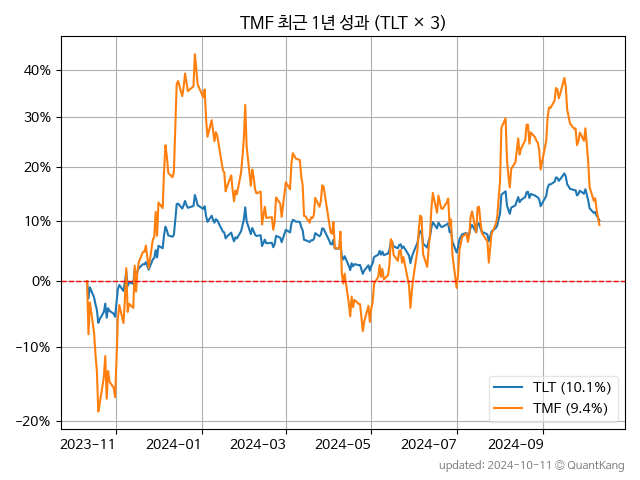 TMF 최근 1년 성과 (TLT × 3)
40%
30%
20%
10%
0%
−10%
−20%
TLT (10.1%)
TMF (9.4%)
2023-11 2024-01 2024-03 2024-05 2024-07 2024-09
updated: 2024-10-11 © QuantKang